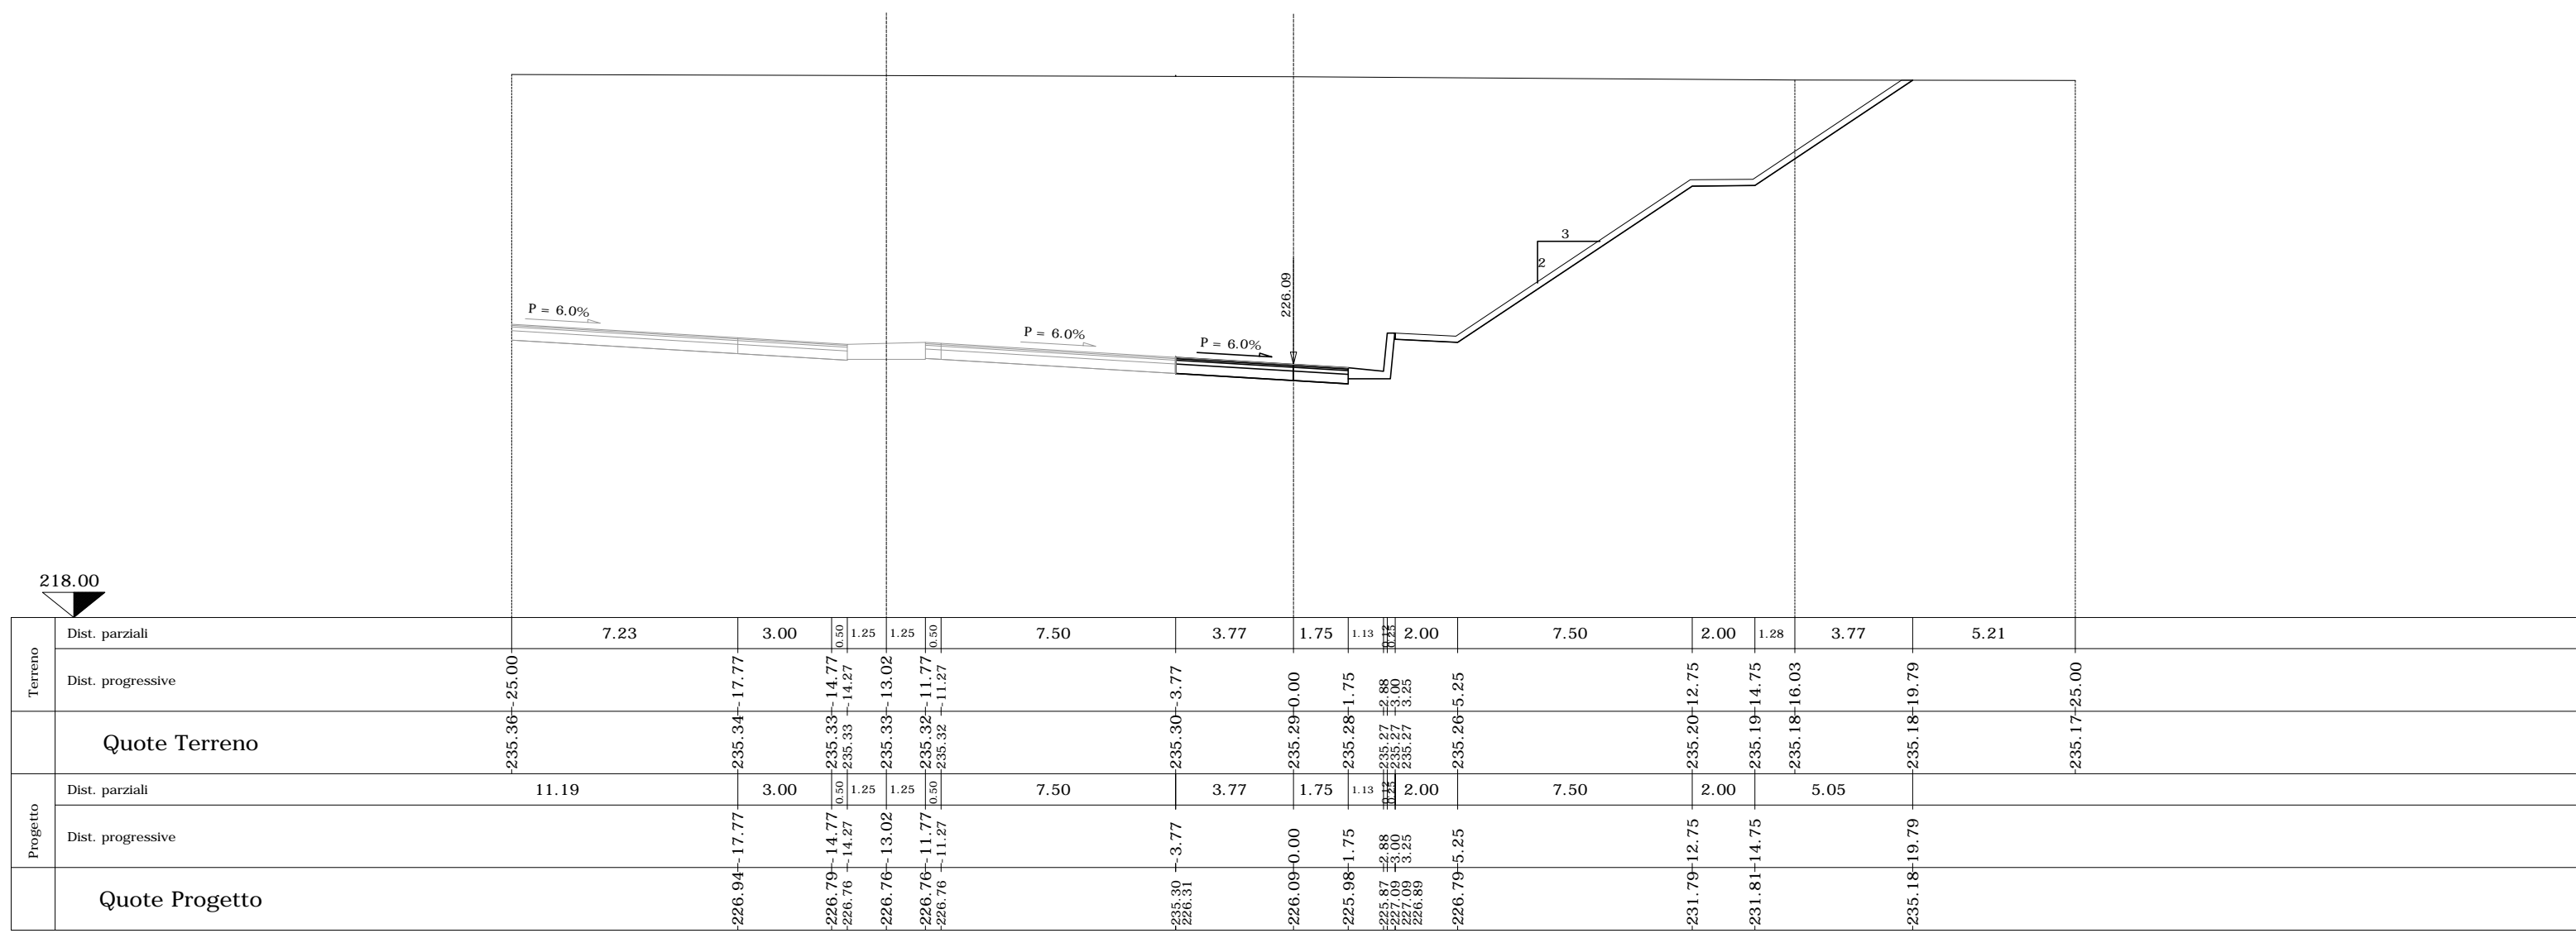 3
2
226.09
P = 6.0%
P = 6.0%
P = 6.0%
218.00
Terreno
Dist. parziali
7.23 3.00 0.50 1.25 1.25 0.50 7.50 3.77 1.75 1.13 0.12 0.25 2.00 7.50 2.00 1.28 3.77 5.21
Dist. progressive
-25.00 -17.77 -14.77 -14.27 -13.02 -11.77 -11.27 -3.77 0.00 1.75 2.88 3.00 3.25 5.25 12.75 14.75 16.03 19.79 25.00
Quote Terreno
235.36 235.34 235.33 235.33 235.33 235.32 235.32 235.30 235.29 235.28 235.27 235.27 235.27 235.26 235.20 235.19 235.18 235.18 235.17
Progetto
Dist. parziali
11.19 3.00 0.50 1.25 1.25 0.50 7.50 3.77 1.75 1.13 0.12 0.25 2.00 7.50 2.00 5.05
Dist. progressive
-17.77 -14.77 -14.27 -13.02 -11.77 -11.27 -3.77 0.00 1.75 2.88 3.00 3.25 5.25 12.75 14.75 19.79
Quote Progetto
226.94 226.79 226.76 226.76 226.76 226.76 235.30 226.31 226.09 225.98 225.87 227.09 227.09 226.89 226.79 231.79 231.81 235.18